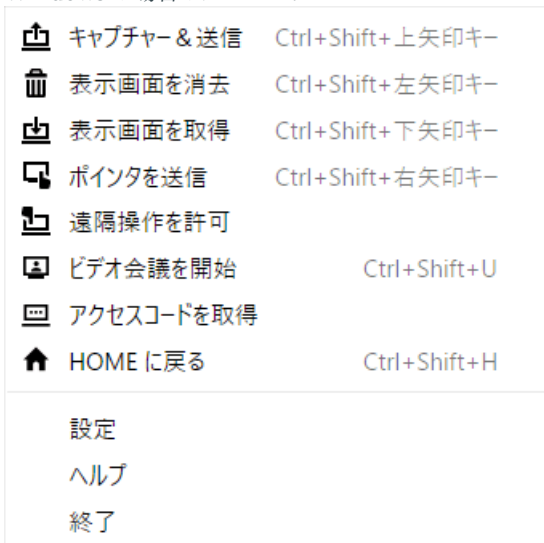 キャプチャー＆送信 Ctrl+Shift+上矢印キー
表示画面を消去 Ctrl+Shift+左矢印キー
表示画面を取得 Ctrl+Shift+下矢印キー
ポインタを送信 Ctrl+Shift+右矢印キー
遠隔操作を許可
ビデオ会議を開始 Ctrl+Shift+U
アクセスコードを取得
HOME に戻る Ctrl+Shift+H
設定
ヘルプ
終了